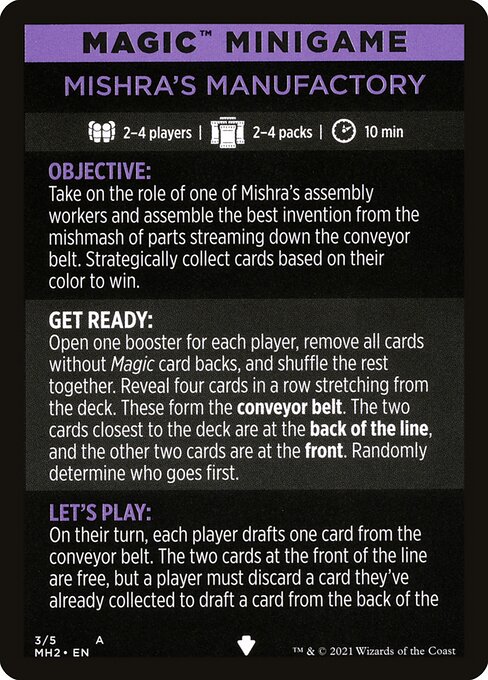 MAGIC™ MINIGAME
MISHRA'S MANUFACTORY
2–4 players | 2–4 packs | 10 min
OBJECTIVE:
Take on the role of one of Mishra's assembly
workers and assemble the best invention from the
mishmash of parts streaming down the conveyor
belt. Strategically collect cards based on their
color to win.
GET READY:
Open one booster for each player, remove all cards
without Magic card backs, and shuffle the rest
together. Reveal four cards in a row stretching from
the deck. These form the conveyor belt. The two
cards closest to the deck are at the back of the line,
and the other two cards are at the front. Randomly
determine who goes first.
LET'S PLAY:
On their turn, each player drafts one card from the
conveyor belt. The two cards at the front of the line
are free, but a player must discard a card they've
already collected to draft a card from the back of the
3/5 A
MH2 • EN
™ & © 2021 Wizards of the Coast